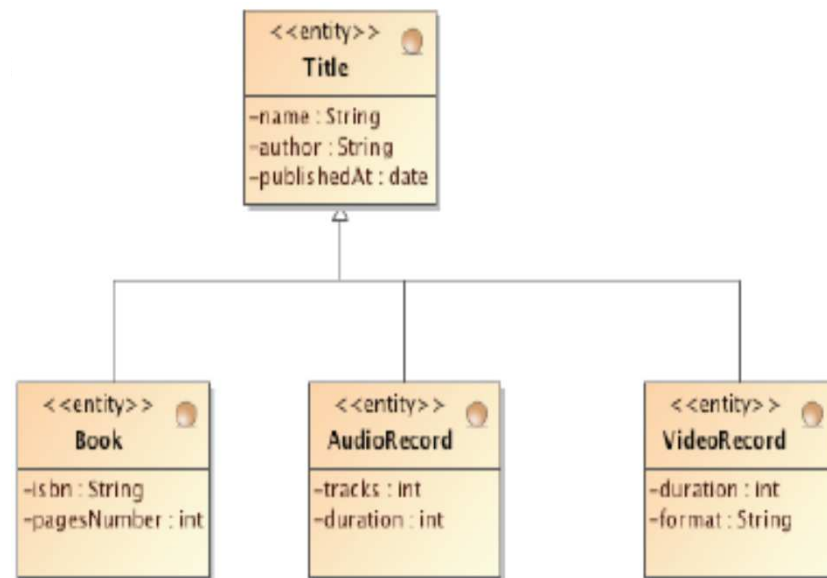 <<entity>>
Title
-name : String
-author : String
-publishedAt : date
<<entity>>
Book
-isbn : String
-pagesNumber : int
<<entity>>
AudioRecord
-tracks : int
-duration : int
<<entity>>
VideoRecord
-duration : int
-format : String